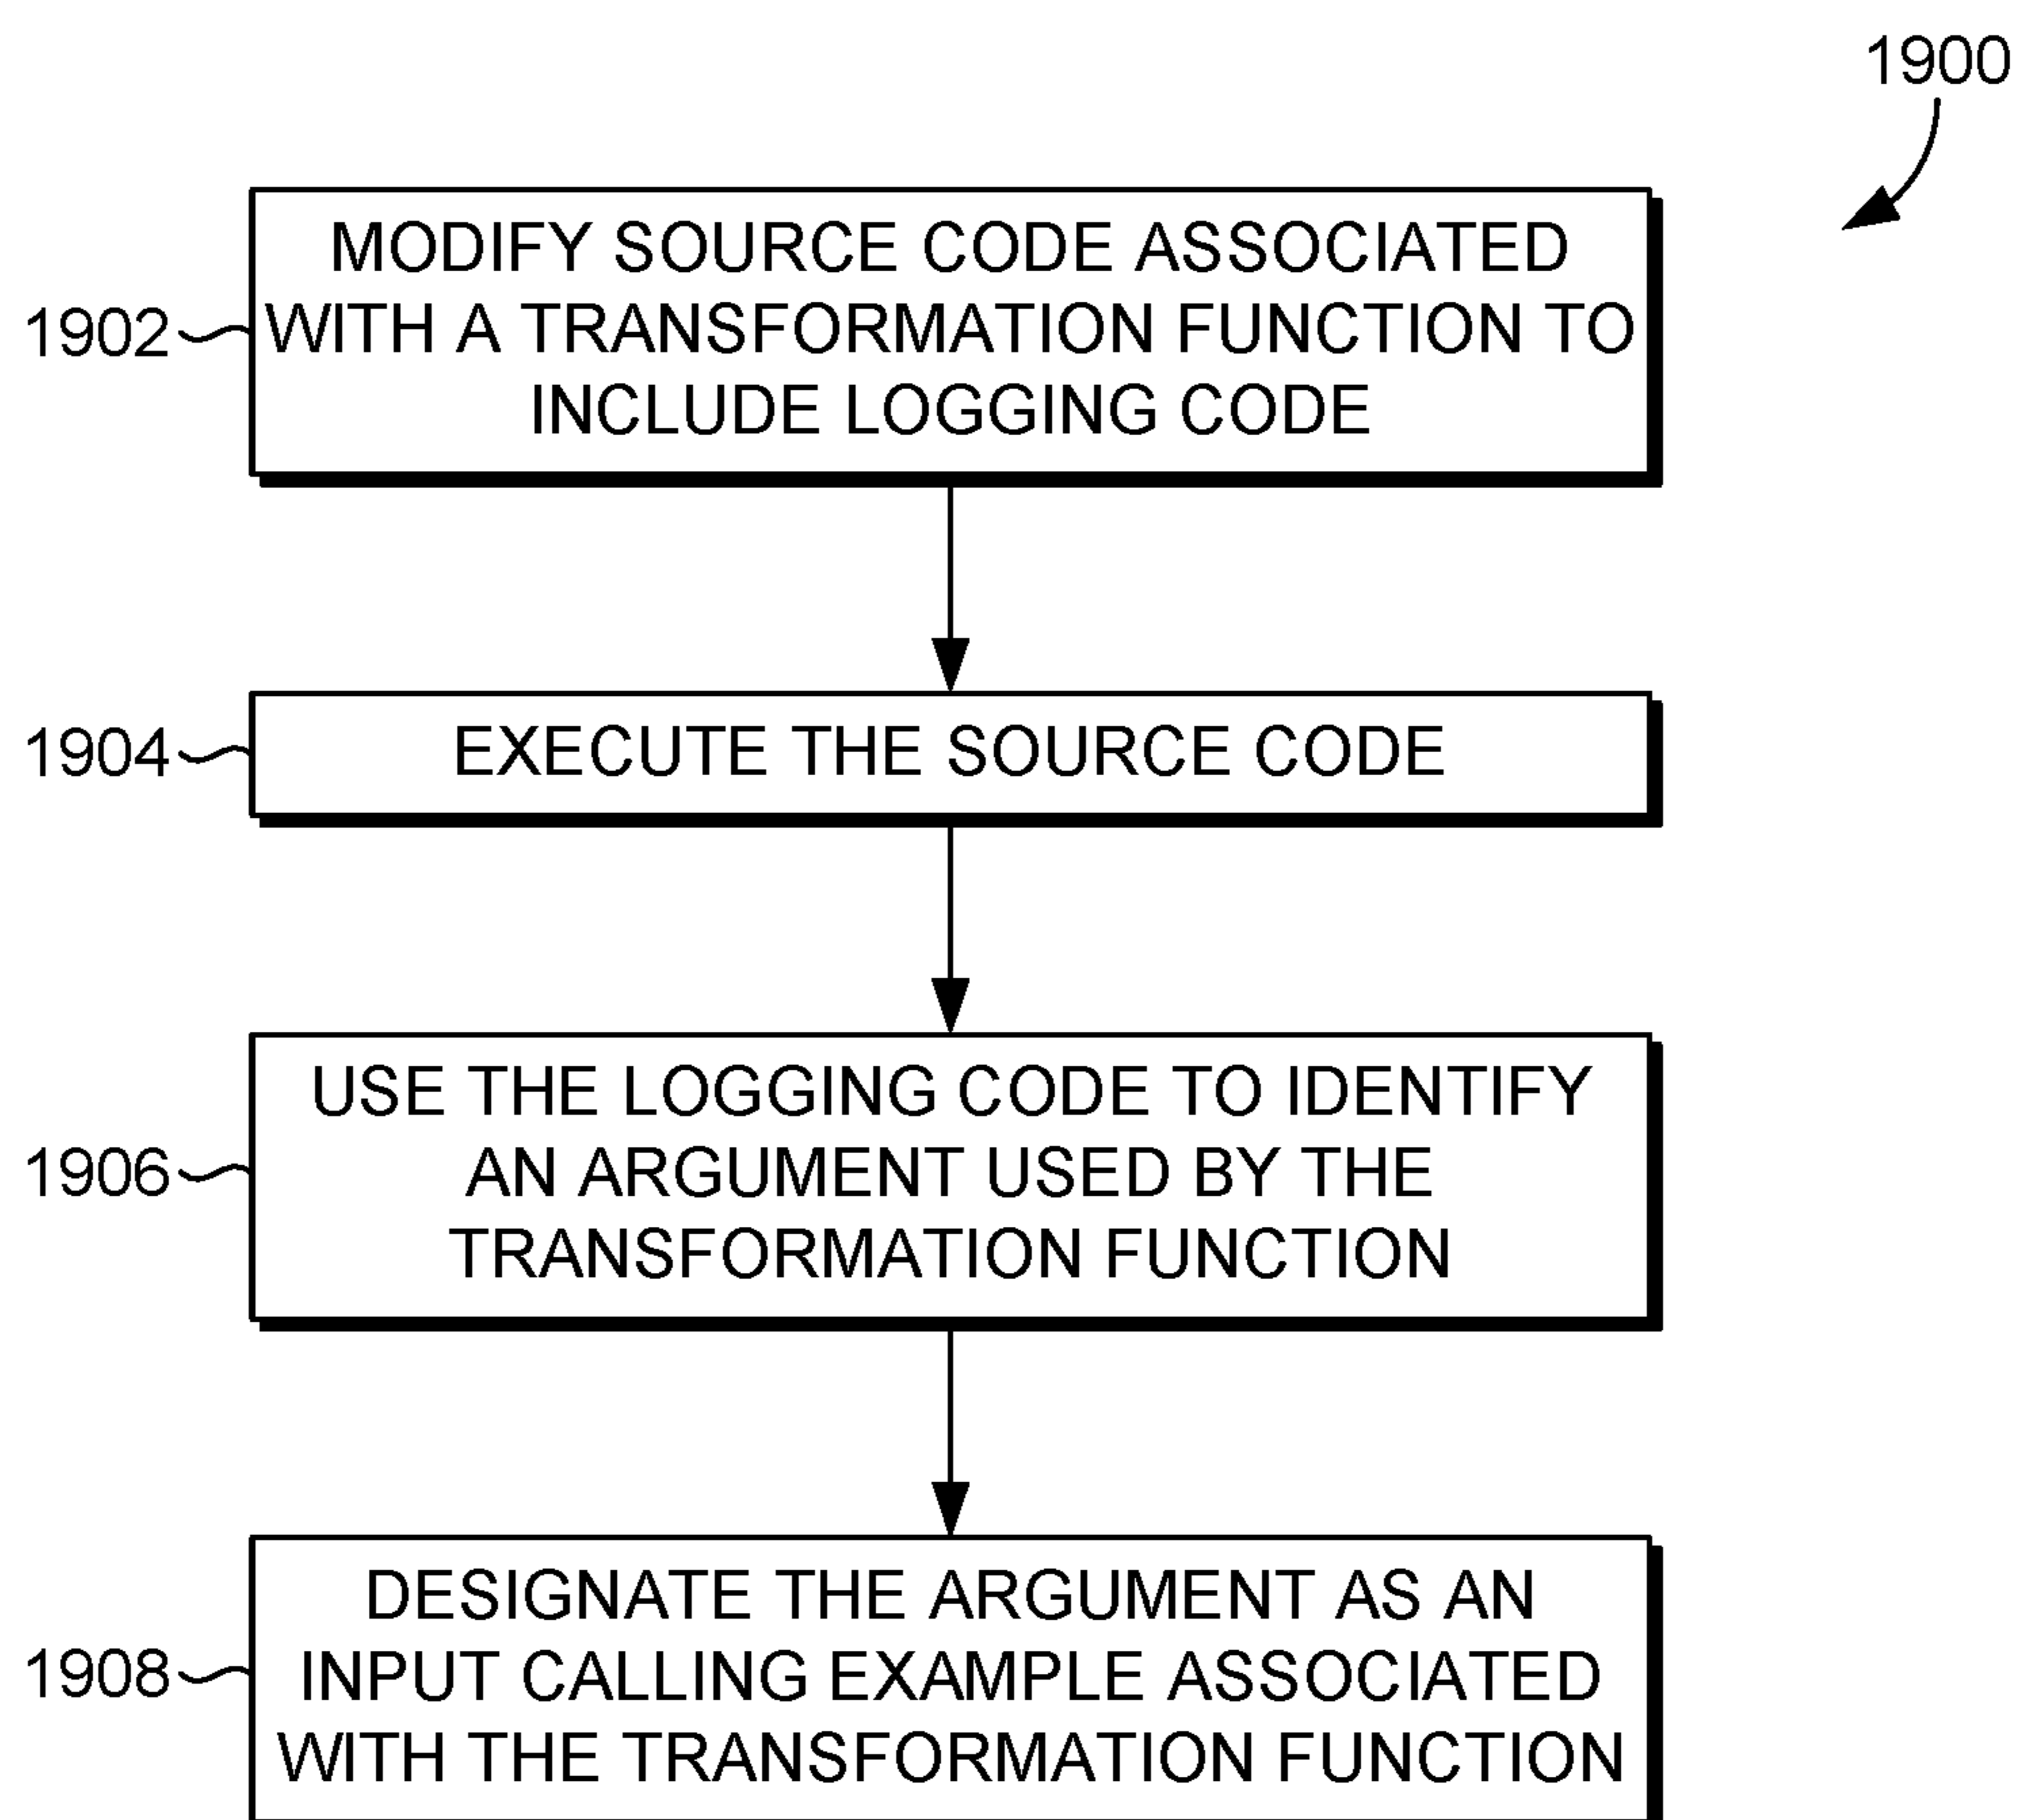 1900
MODIFY SOURCE CODE ASSOCIATED
WITH A TRANSFORMATION FUNCTION TO
INCLUDE LOGGING CODE
1902
EXECUTE THE SOURCE CODE
1904
USE THE LOGGING CODE TO IDENTIFY
AN ARGUMENT USED BY THE
TRANSFORMATION FUNCTION
1906
DESIGNATE THE ARGUMENT AS AN
INPUT CALLING EXAMPLE ASSOCIATED
WITH THE TRANSFORMATION FUNCTION
1908